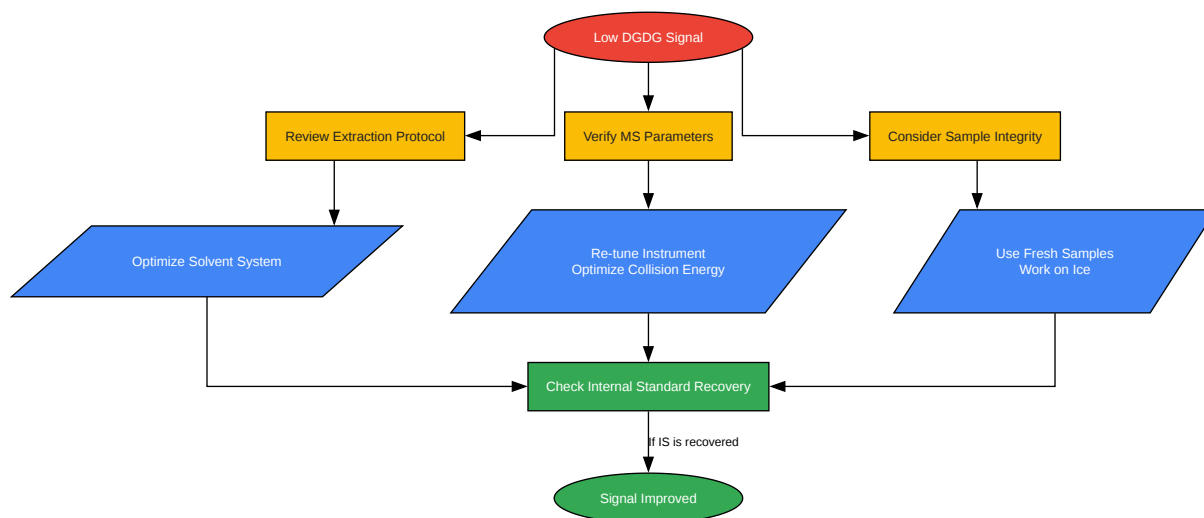 Low DGDG Signal
Review Extraction Protocol
Verify MS Parameters
Consider Sample Integrity
Optimize Solvent System
Re-tune Instrument
Optimize Collision Energy
Use Fresh Samples
Work on Ice
Check Internal Standard Recovery
If IS is recovered
Signal Improved